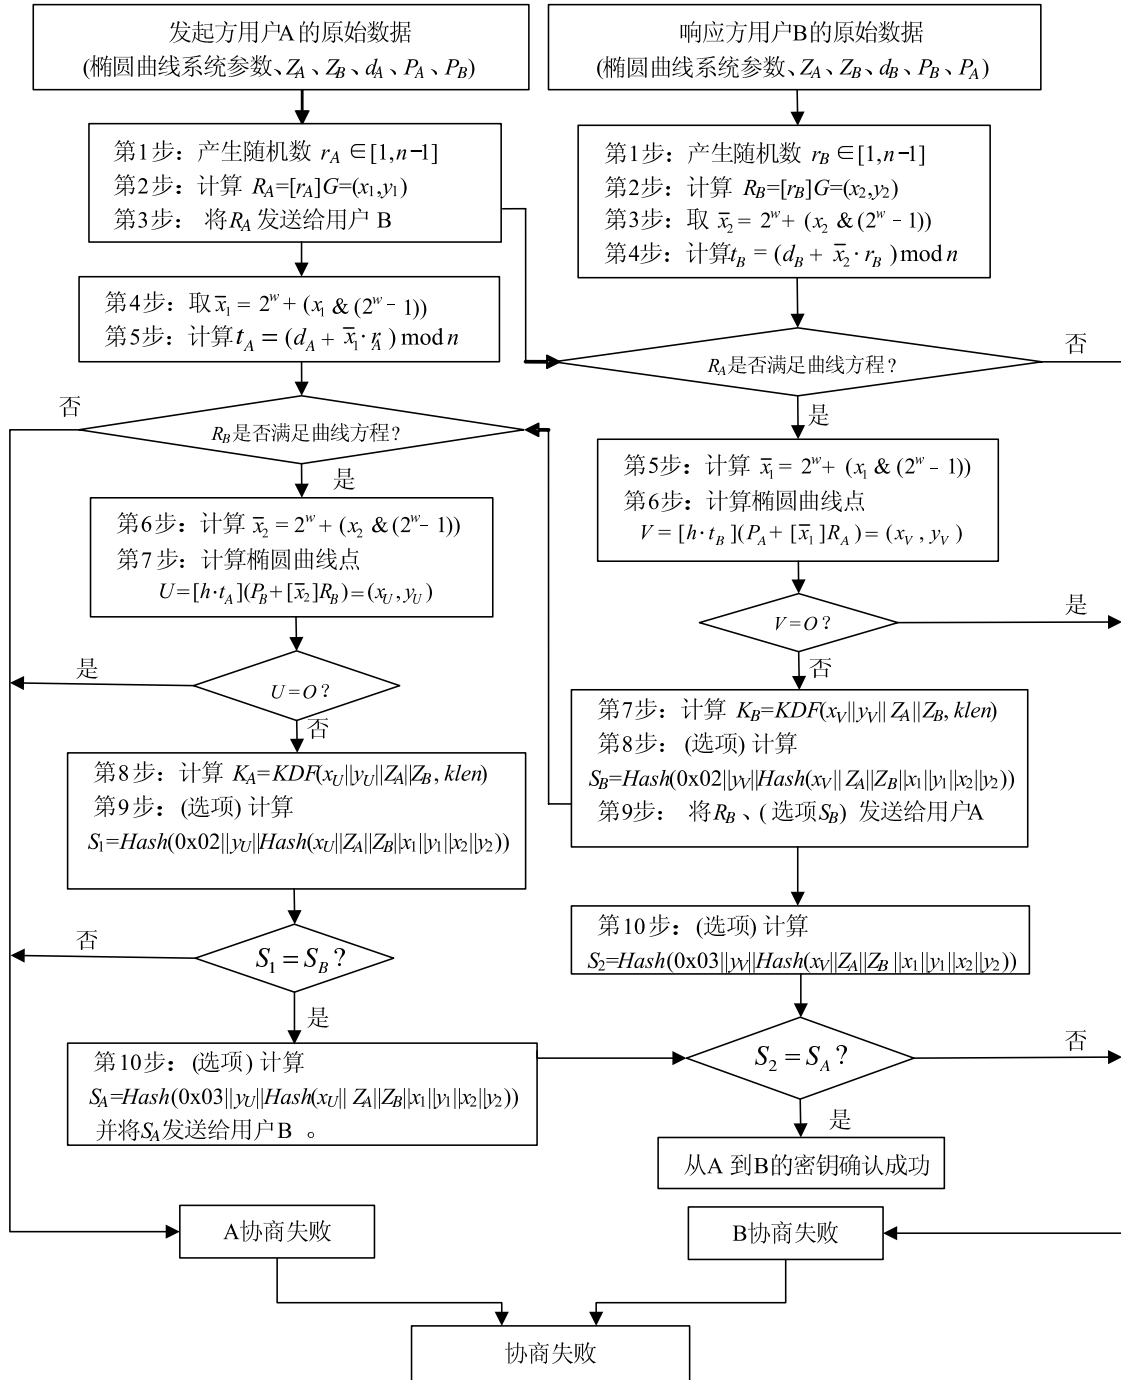 发起方用户A的原始数据
(椭圆曲线系统参数、Z_A、Z_B、d_A、P_A、P_B)
响应方用户B的原始数据
(椭圆曲线系统参数、Z_A、Z_B、d_B、P_B、P_A)
第1步：产生随机数 r_A∈[1,n-1]
第2步：计算 R_A=[r_A]G=(x_1,y_1)
第3步： 将R_A 发送给用户 B
第1步：产生随机数 r_B∈[1,n-1]
第2步：计算 R_B=[r_B]G=(x_2,y_2)
第3步：取 x̄_2 = 2^w + (x_2 & (2^w - 1))
第4步：计算t_B = (d_B + x̄_2 · r_B) mod n
第4步：取 x̄_1 = 2^w + (x_1 & (2^w - 1))
第5步：计算t_A = (d_A + x̄_1 · r_A) mod n
R_A是否满足曲线方程？
否
是
R_B是否满足曲线方程？
否
是
第5步：计算 x̄_1 = 2^w + (x_1 & (2^w - 1))
第6步：计算椭圆曲线点
V = [h·t_B](P_A + [x̄_1]R_A) = (x_V, y_V)
第6步：计算 x̄_2 = 2^w + (x_2 & (2^w - 1))
第7步：计算椭圆曲线点
U=[h·t_A](P_B+[x̄_2]R_B)=(x_U, y_U)
V=O？
是
否
U=O？
是
否
第7步：计算 K_B=KDF(x_V||y_V||Z_A||Z_B, klen)
第8步：(选项) 计算
S_B=Hash(0x02||y_V||Hash(x_V||Z_A||Z_B||x_1||y_1||x_2||y_2))
第9步： 将R_B、(选项S_B) 发送给用户A
第8步：计算 K_A=KDF(x_U||y_U||Z_A||Z_B, klen)
第9步：(选项) 计算
S_1=Hash(0x02||y_U||Hash(x_U||Z_A||Z_B||x_1||y_1||x_2||y_2))
S_1 = S_B？
否
是
第10步：(选项) 计算
S_2=Hash(0x03||y_V||Hash(x_V||Z_A||Z_B||x_1||y_1||x_2||y_2))
第10步：(选项) 计算
S_A=Hash(0x03||y_U||Hash(x_U||Z_A||Z_B||x_1||y_1||x_2||y_2))
并将S_A发送给用户B 。
S_2 = S_A？
否
是
从A 到B的密钥确认成功
A协商失败
B协商失败
协商失败